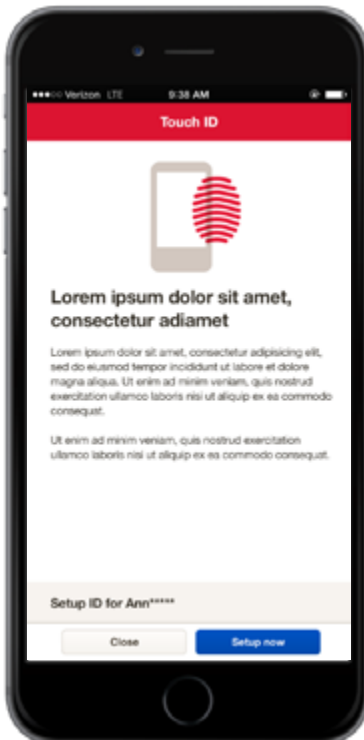 Verizon LTE 9:38 AM
Touch ID
Lorem ipsum dolor sit amet,
consectetur adiamet
Lorem ipsum dolor sit amet, consectetur adipisicing elit,
sed do eiusmod tempor incididunt ut labore et dolore
magna aliqua. Ut enim ad minim veniam, quis nostrud
exercitation ullamco laboris nisi ut aliquip ex ea commodo
consequat.
Ut enim ad minim veniam, quis nostrud exercitation
ullamco laboris nisi ut aliquip ex ea commodo consequat.
Setup ID for Ann*****
Close
Setup now